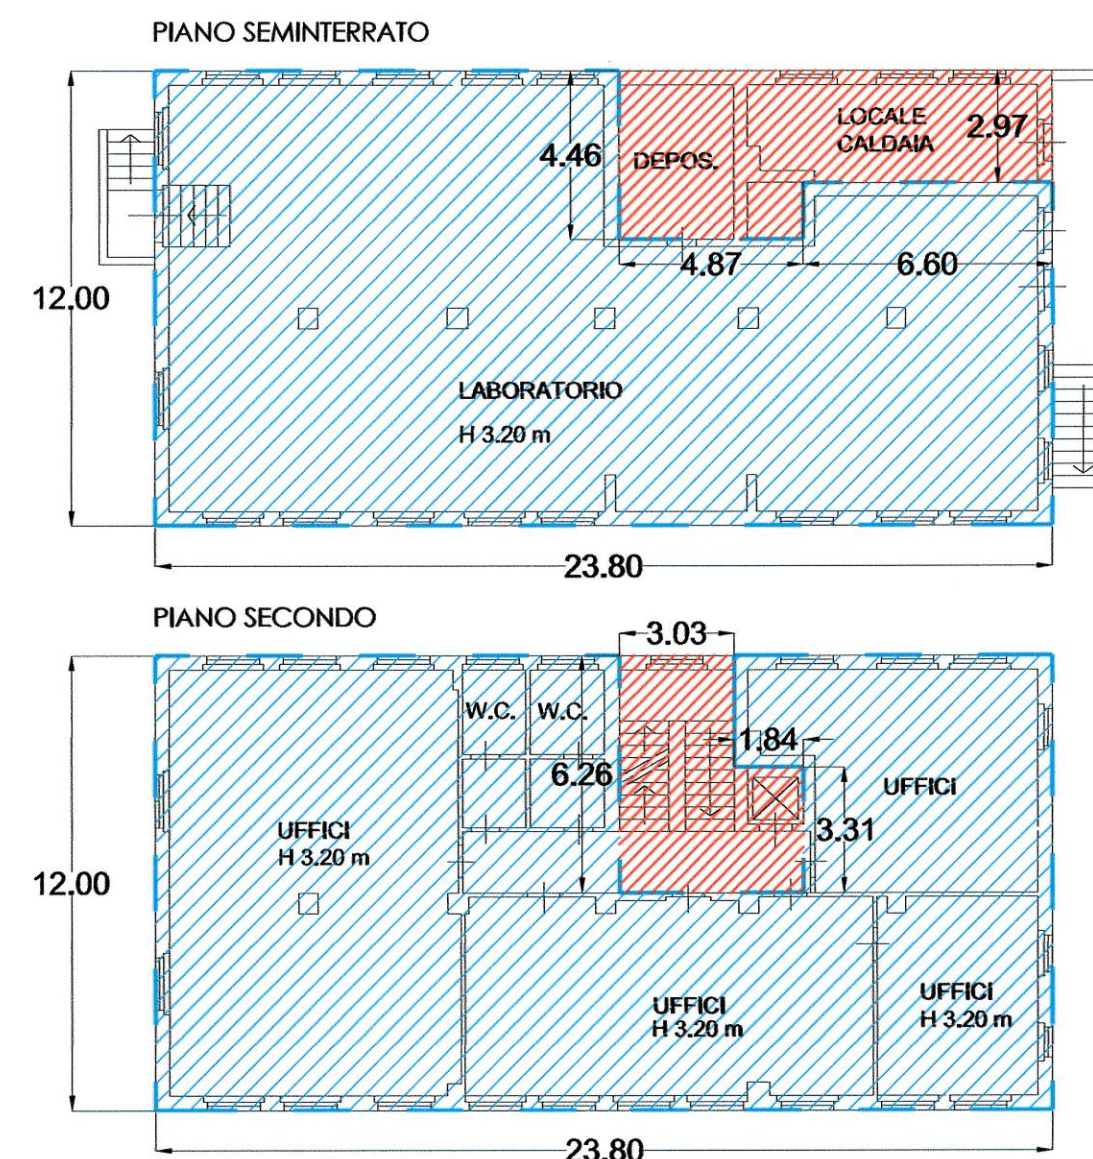 PIANO SEMINTERRATO
LOCALE
CALDAIA
2.97
4.46
DEPOS.
4.87
6.60
12.00
LABORATORIO
H 3.20 m
23.80
PIANO SECONDO
3.03
W.C.
W.C.
1.84
6.26
UFFICI
3.31
UFFICI
H 3.20 m
12.00
UFFICI
H 3.20 m
UFFICI
H 3.20 m
23.80